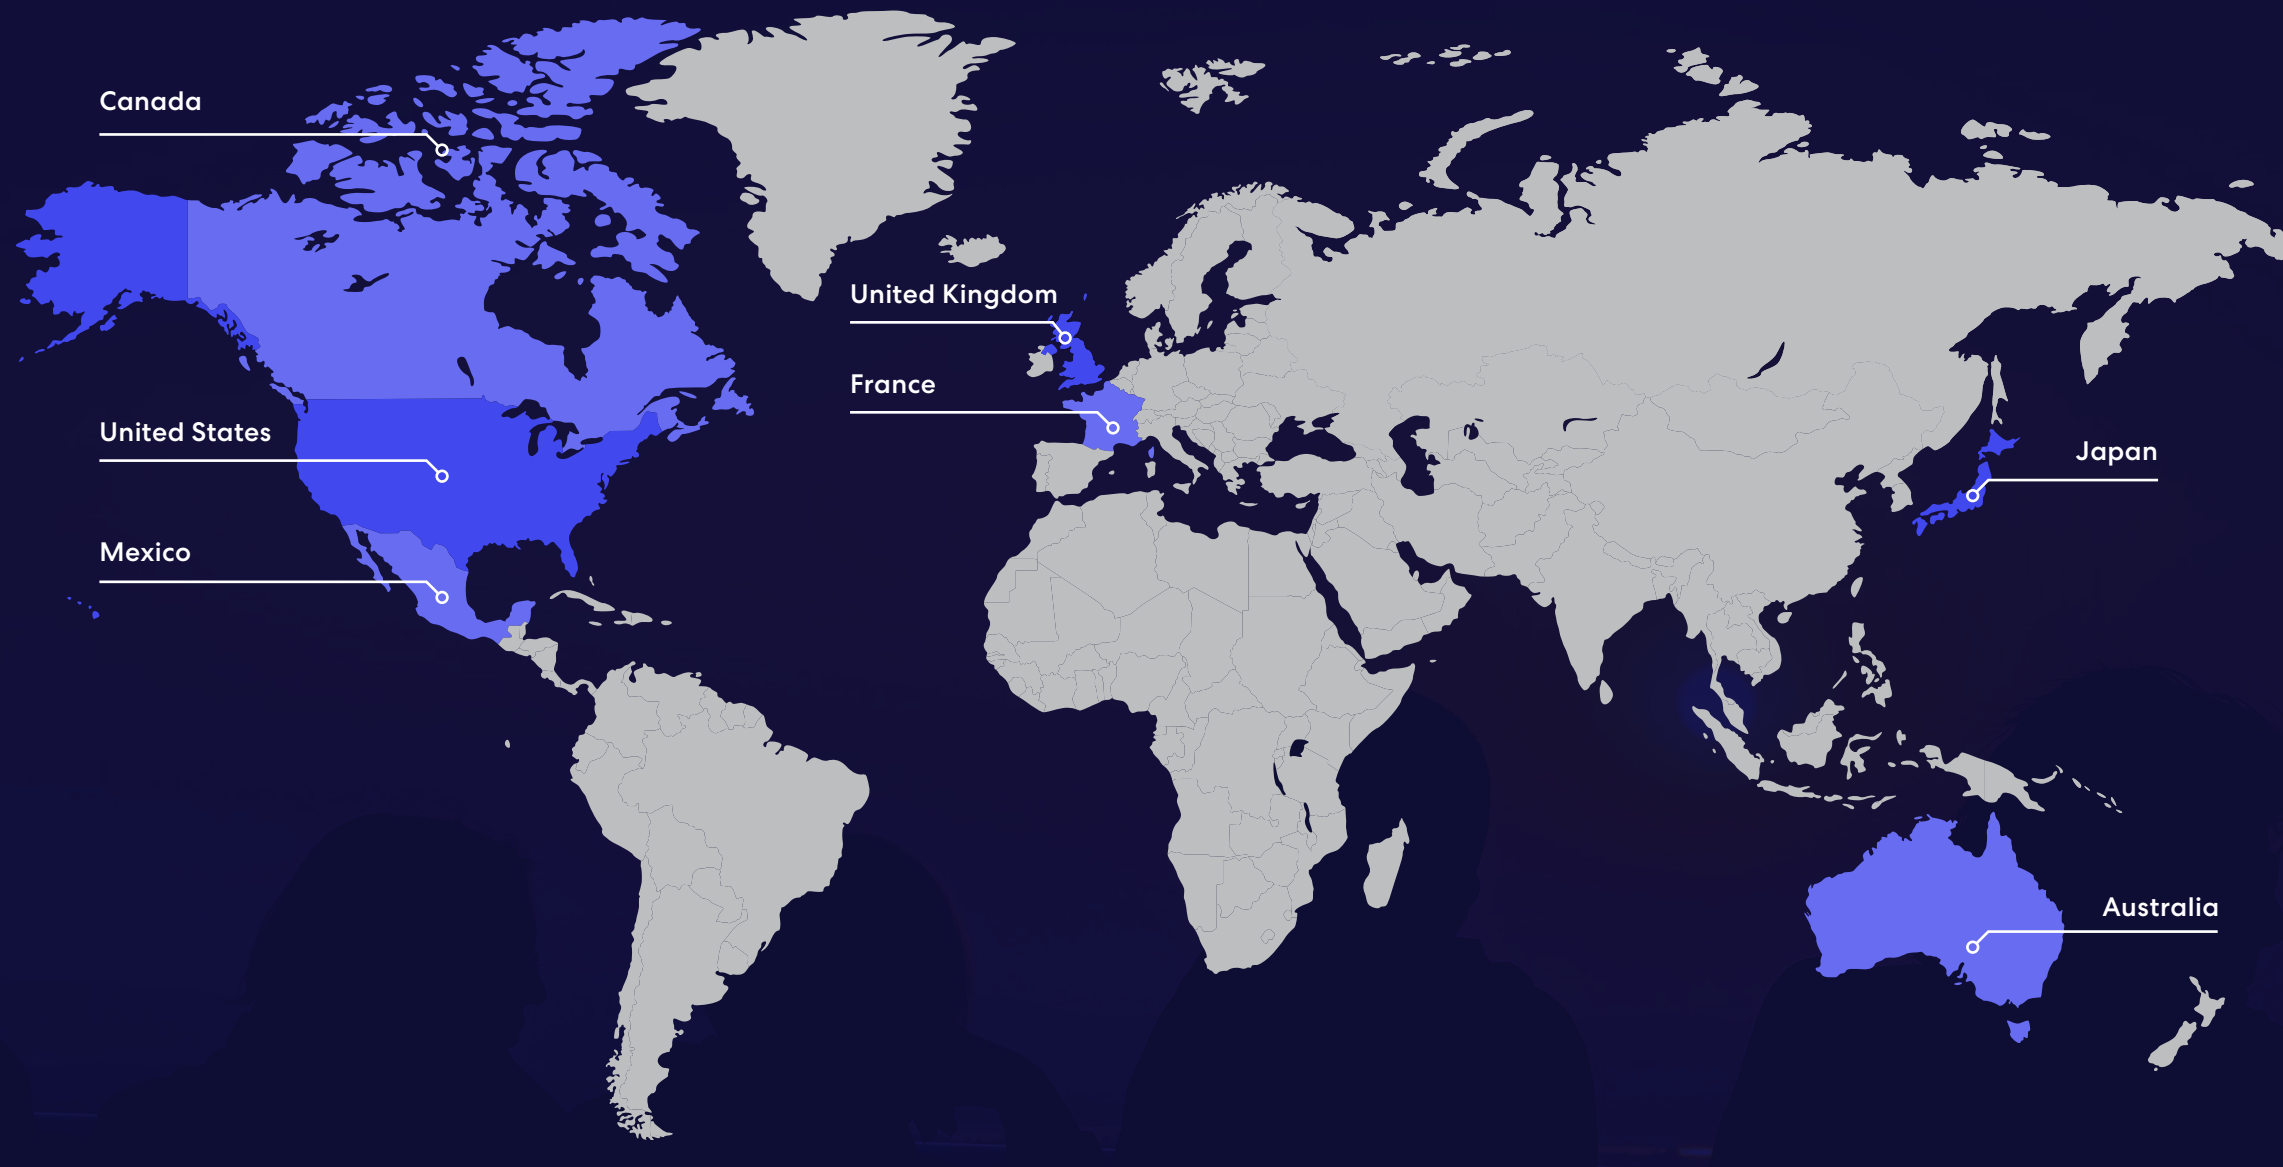 Canada
United Kingdom
France
United States
Japan
Mexico
Australia